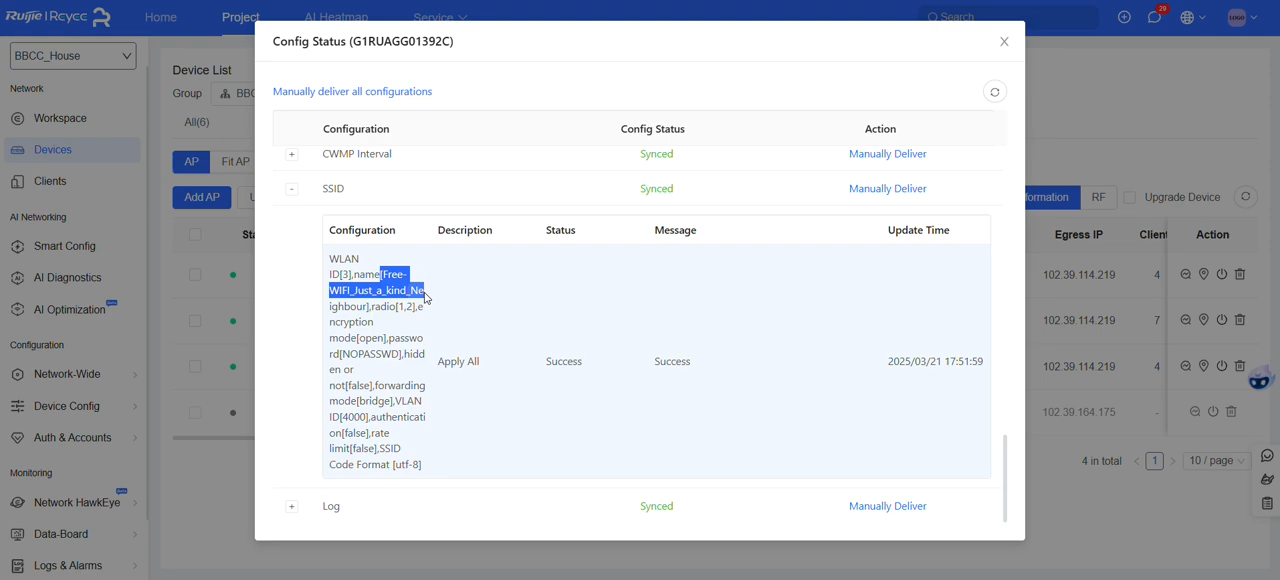 Ruijie | Rcycc
Home
Project
AI Heatmap
Service
Search
29
LOGO
BBCC_House
Network
Workspace
Devices
Clients
AI Networking
Smart Config
AI Diagnostics
AI Optimization
beta
Configuration
Network-Wide
Device Config
Auth & Accounts
Monitoring
Network HawkEye
beta
Data-Board
Logs & Alarms
Device List
Group
BBC
All(6)
AP
Fit AP
Add AP
U
Sta
Config Status (G1RUAGG01392C)
Manually deliver all configurations
Configuration Config Status Action
+ CWMP Interval Synced Manually Deliver
- SSID Synced Manually Deliver
Configuration Description Status Message Update Time
WLAN
ID[3],name[Free-
WIFI_Just_a_kind_Ne
ighbour],radio[1,2],e
ncryption
mode[open],passwo
rd[NOPASSWD],hidd
en or
not[false],forwarding
mode[bridge],VLAN
ID[4000],authenticati
on[false],rate
limit[false],SSID
Code Format [utf-8]
Apply All
Success
Success
2025/03/21 17:51:59
+ Log Synced Manually Deliver
formation
RF
Upgrade Device
Egress IP Client Action
102.39.114.219 4
102.39.114.219 7
102.39.114.219 4
102.39.164.175 -
4 in total < 1 > 10 / page